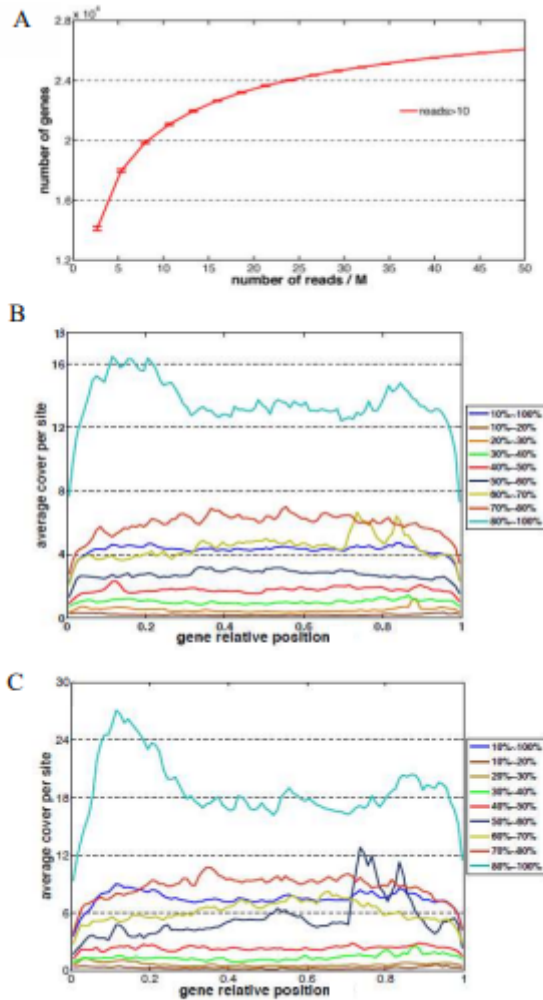 A
× 10
2.8
2.4
2
1.6
1.2
number of genes
reads>10
0 5 10 15 20 25 30 35 40 45 50
number of reads / M
B
18
16
12
8
4
0
average cover per site
10%~100%
10%~20%
20%~30%
30%~40%
40%~50%
50%~60%
60%~70%
70%~80%
80%~100%
0 0.2 0.4 0.6 0.8 1
gene relative position
C
30
24
18
12
6
0
average cover per site
10%~100%
10%~20%
20%~30%
30%~40%
40%~50%
50%~60%
60%~70%
70%~80%
80%~100%
0 0.2 0.4 0.6 0.8 1
gene relative position